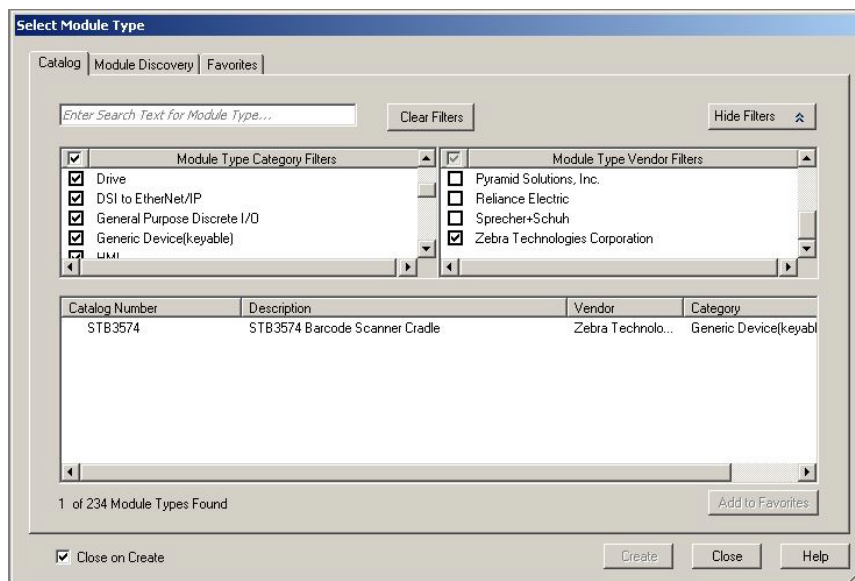 Select Module Type
Catalog Module Discovery Favorites
Enter Search Text for Module Type... Clear Filters Hide Filters
Module Type Category Filters Module Type Vendor Filters
Drive Pyramid Solutions, Inc.
DSI to EtherNet/IP Reliance Electric
General Purpose Discrete I/O Sprecher+Schuh
Generic Device(keyable) Zebra Technologies Corporation
HMI
Catalog Number Description Vendor Category
STB3574 STB3574 Barcode Scanner Cradle Zebra Technolo... Generic Device(keyabl
1 of 234 Module Types Found Add to Favorites
Close on Create Create Close Help